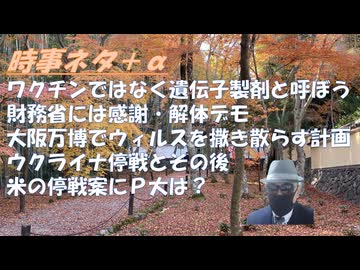 時事ネタ+α
ワクチンではなく遺伝子製剤と呼ぼう
財務省には感謝・解体デモ
大阪万博でウィルスを撒き散らす計画
ウクライナ停戦とその後
米の停戦案にP大は?